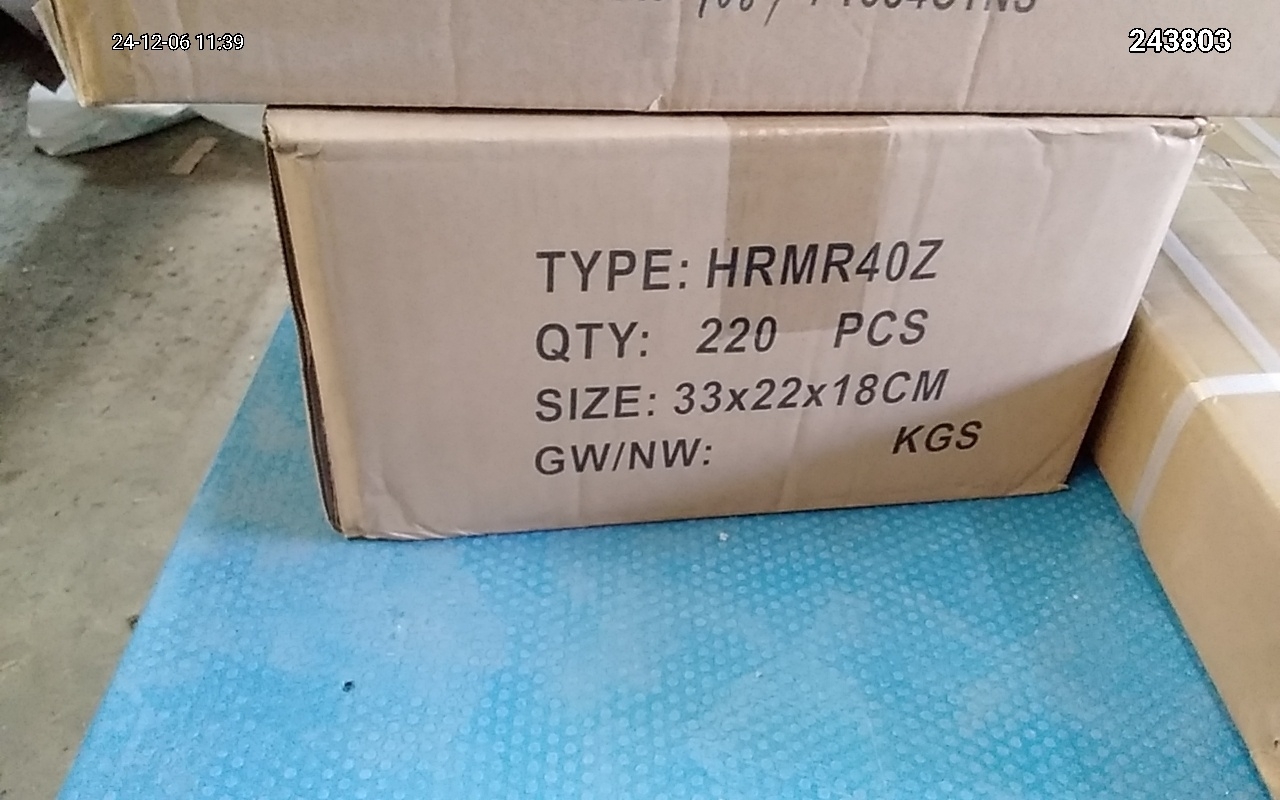 24-12-06 11:39
243803
TYPE: HRMR40Z
QTY: 220 PCS
SIZE: 33x22x18CM
GW/NW: KGS